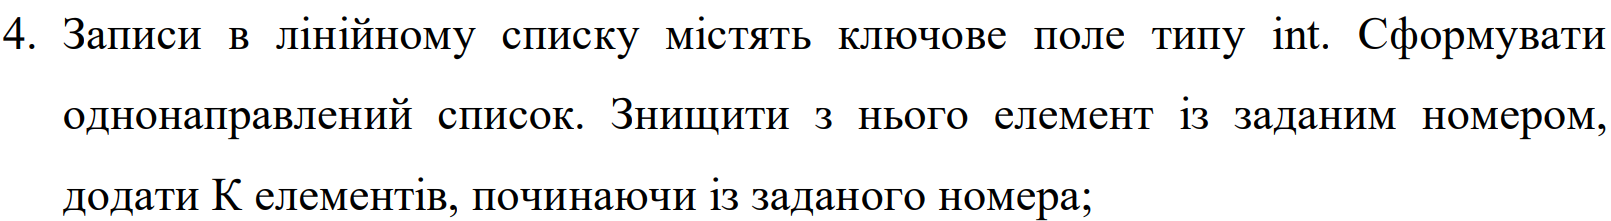 4. Записи в лінійному списку містять ключове поле типу int. Сформувати
однонаправлений список. Знищити з нього елемент із заданим номером,
додати К елементів, починаючи із заданого номера;